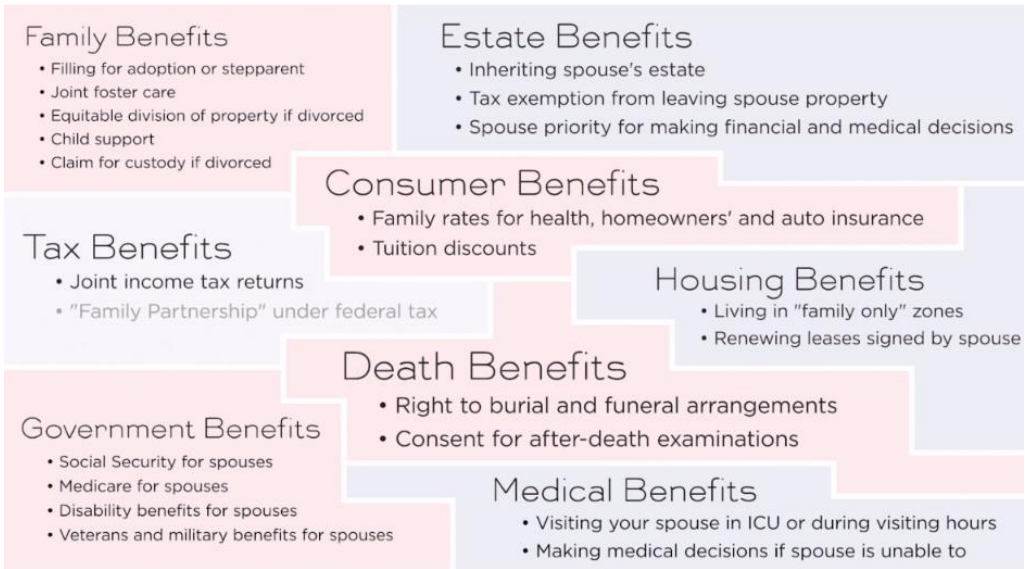 Family Benefits
• Filling for adoption or stepparent
• Joint foster care
• Equitable division of property if divorced
• Child support
• Claim for custody if divorced
Estate Benefits
• Inheriting spouse's estate
• Tax exemption from leaving spouse property
• Spouse priority for making financial and medical decisions
Consumer Benefits
• Family rates for health, homeowners' and auto insurance
• Tuition discounts
Tax Benefits
• Joint income tax returns
• "Family Partnership" under federal tax
Housing Benefits
• Living in "family only" zones
• Renewing leases signed by spouse
Death Benefits
• Right to burial and funeral arrangements
• Consent for after-death examinations
Government Benefits
• Social Security for spouses
• Medicare for spouses
• Disability benefits for spouses
• Veterans and military benefits for spouses
Medical Benefits
• Visiting your spouse in ICU or during visiting hours
• Making medical decisions if spouse is unable to